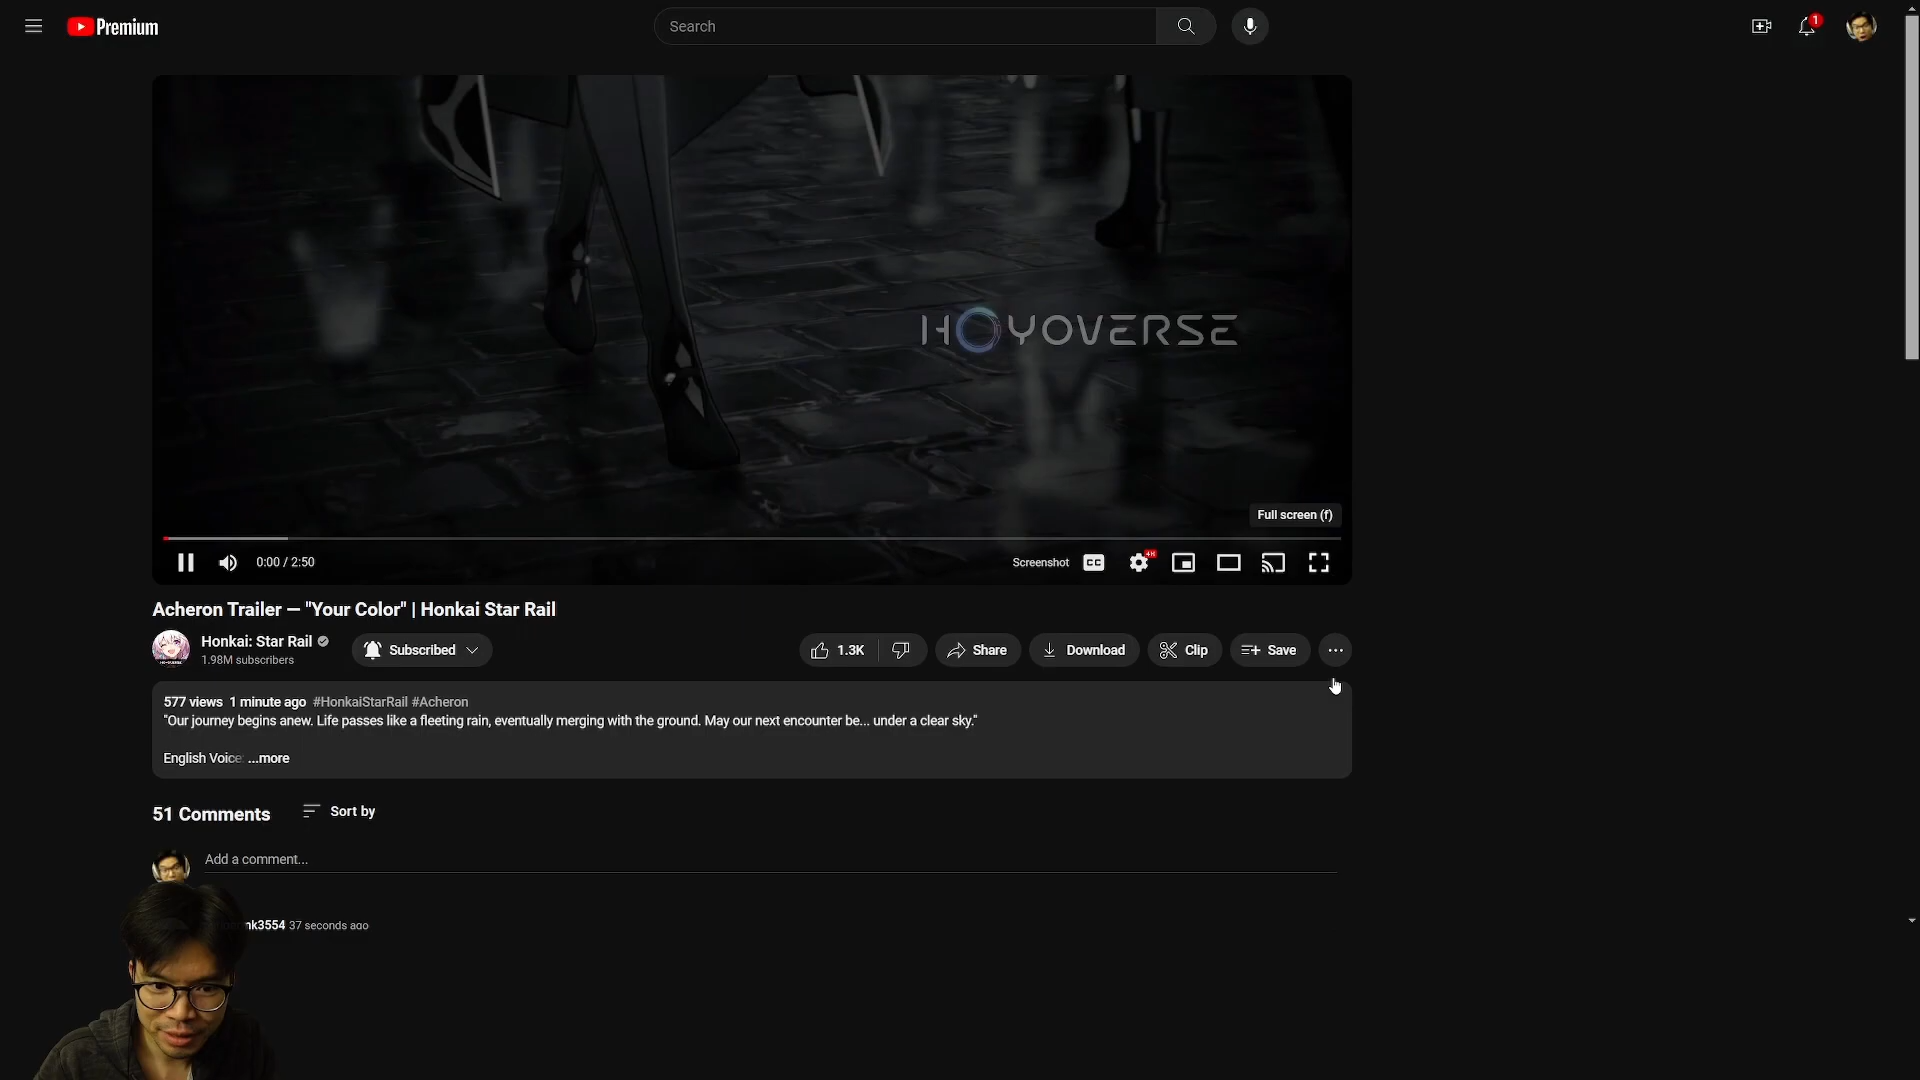 Premium
Search
1
HOYOVERSE
Full screen (f)
0:00 / 2:50
Screenshot
CC
4K
Acheron Trailer — "Your Color" | Honkai Star Rail
Honkai: Star Rail
1.98M subscribers
Subscribed
1.3K
Share
Download
Clip
Save
577 views 1 minute ago #HonkaiStarRail #Acheron
"Our journey begins anew. Life passes like a fleeting rain, eventually merging with the ground. May our next encounter be... under a clear sky."
English Voice ...more
51 Comments
Sort by
Add a comment...
nk3554 37 seconds ago